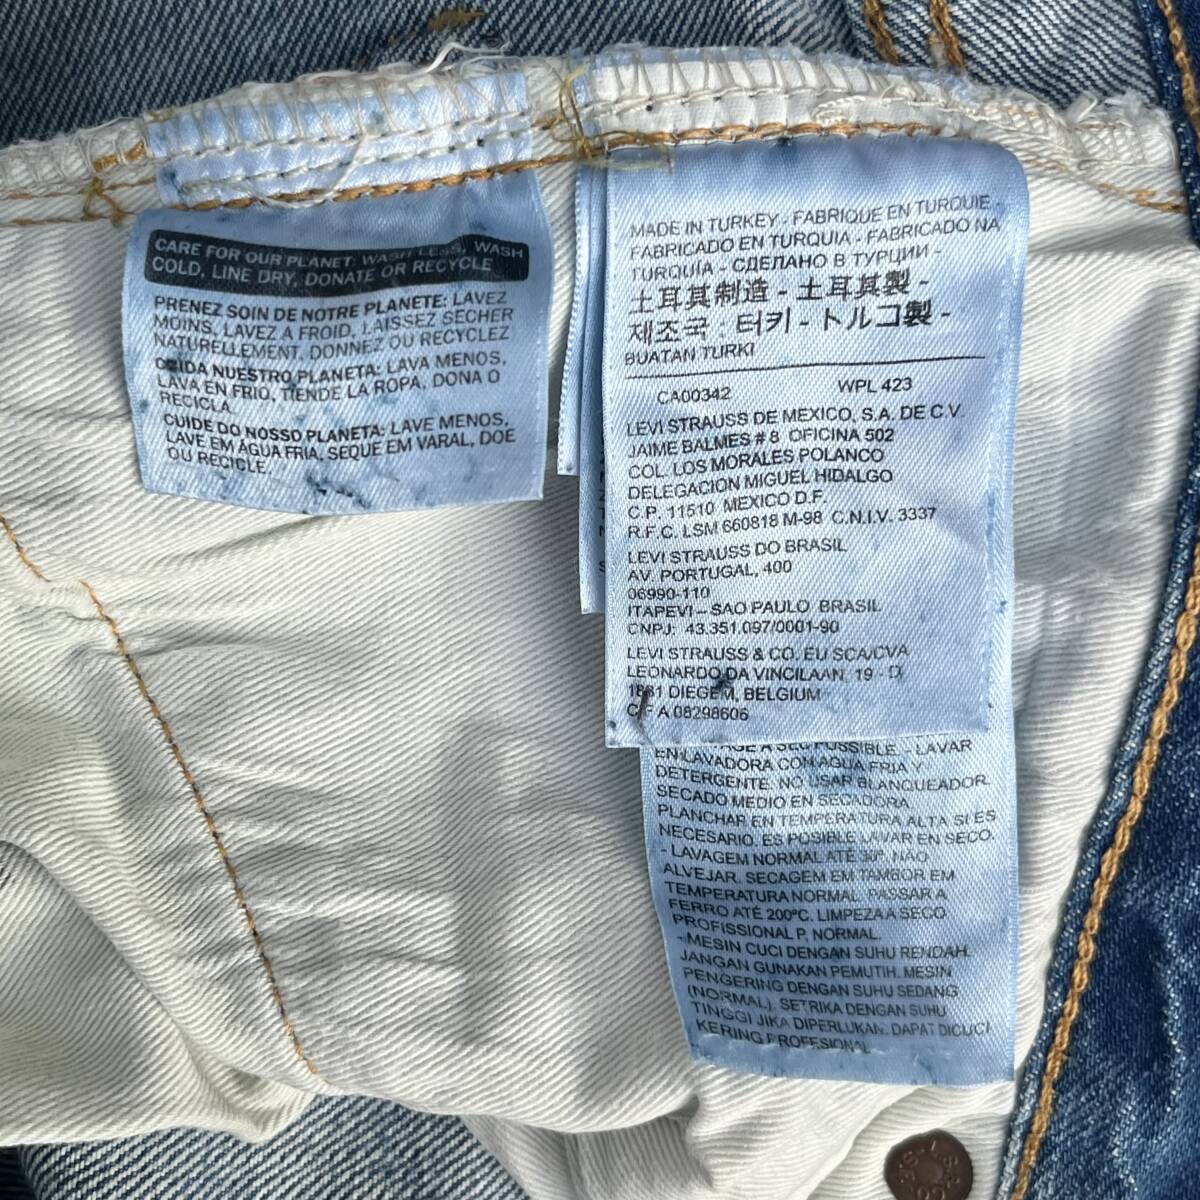 CARE FOR OUR PLANET: WASH LESS, WASH
COLD, LINE DRY, DONATE OR RECYCLE
PRENEZ SOIN DE NOTRE PLANETE: LAVEZ
MOINS, LAVEZ A FROID, LAISSEZ SECHER
NATURELLEMENT, DONNEZ OU RECYCLEZ
CUIDA NUESTRO PLANETA: LAVA MENOS,
LAVA EN FRIO, TIENDE LA ROPA, DONA O
RECICLA.
CUIDE DO NOSSO PLANETA: LAVE MENOS,
LAVE EM AGUA FRIA, SEQUE EM VARAL, DOE
OU RECICLE.
MADE IN TURKEY - FABRIQUE EN TURQUIE -
FABRICADO EN TURQUIA - FABRICADO NA
TURQUÍA - СДЕЛАНО В ТУРЦИИ -
土耳其制造 - 土耳其製 -
제조국 : 터키 - トルコ製 -
BUATAN TURKI
CA00342 WPL 423
LEVI STRAUSS DE MEXICO, S.A. DE C.V.
JAIME BALMES # 8 OFICINA 502
COL. LOS MORALES POLANCO
DELEGACION MIGUEL HIDALGO
C.P. 11510 MEXICO D.F.
R.F.C. LSM 660818 M-98 C.N.I.V. 3337
LEVI STRAUSS DO BRASIL
AV. PORTUGAL, 400
06990-110
ITAPEVI – SAO PAULO BRASIL
CNPJ: 43.351.097/0001-90
LEVI STRAUSS & CO. EU SCA/CVA
LEONARDO DA VINCILAAN, 19 - D
1831 DIEGEM, BELGIUM
CIF A 08298606
POSSIBLE. - LAVAR
EN LAVADORA CON AGUA FRIA Y
DETERGENTE. NO USAR BLANQUEADOR.
SECADO MEDIO EN SECADORA.
PLANCHAR EN TEMPERATURA ALTA SI ES
NECESARIO. ES POSIBLE LAVAR EN SECO.
- LAVAGEM NORMAL ATÉ 30º. NÃO
ALVEJAR. SECAGEM EM TAMBOR EM
TEMPERATURA NORMAL. PASSAR A
FERRO ATÉ 200ºC. LIMPEZA A SECO
PROFISSIONAL P, NORMAL.
- MESIN CUCI DENGAN SUHU RENDAH.
JANGAN GUNAKAN PEMUTIH. MESIN
PENGERING DENGAN SUHU SEDANG
(NORMAL). SETRIKA DENGAN SUHU
TINGGI JIKA DIPERLUKAN. DAPAT DICUCI
KERING PROFESIONAL